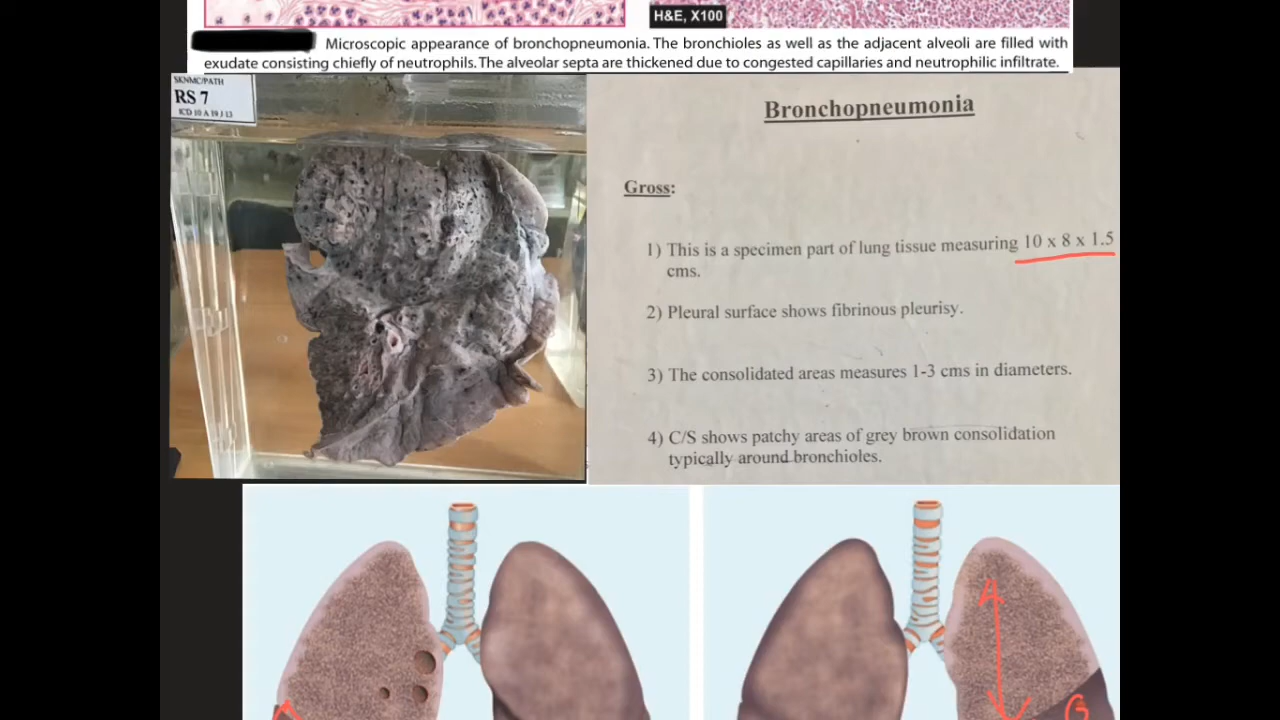 H&E, X100
Microscopic appearance of bronchopneumonia. The bronchioles as well as the adjacent alveoli are filled with
exudate consisting chiefly of neutrophils. The alveolar septa are thickened due to congested capillaries and neutrophilic infiltrate.
SKNMC/PATH
RS 7
ICD 10 A 19 J 13
Bronchopneumonia
Gross:
1) This is a specimen part of lung tissue measuring 10 x 8 x 1.5
cms.
2) Pleural surface shows fibrinous pleurisy.
3) The consolidated areas measures 1-3 cms in diameters.
4) C/S shows patchy areas of grey brown consolidation
typically around bronchioles.
A
B